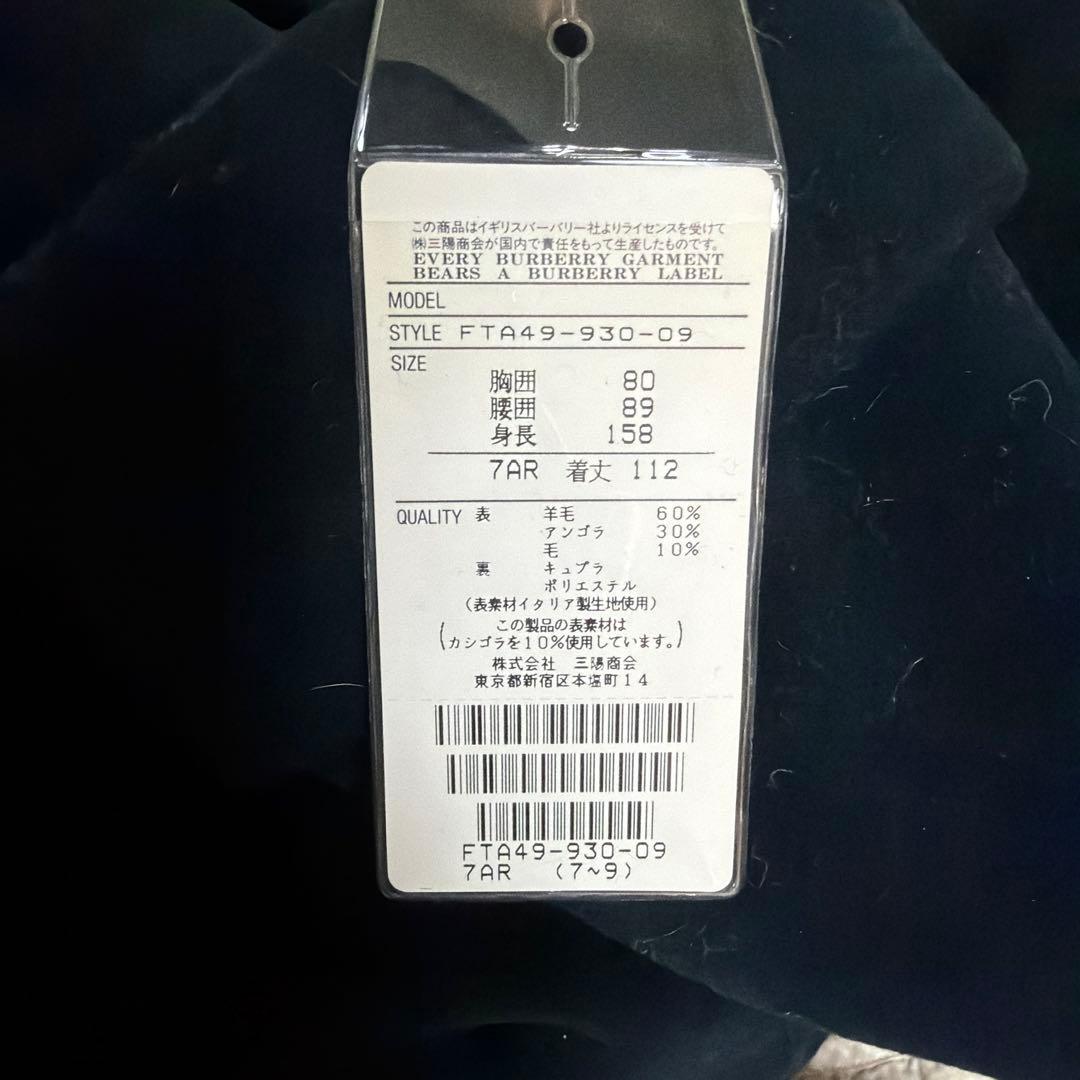 この商品はイギリスバーバリー社よりライセンスを受けて
㈱三陽商会が国内で責任をもって生産したものです。
EVERY BURBERRY GARMENT
BEARS A BURBERRY LABEL
MODEL
STYLE FTA49-930-09
SIZE
胸囲 80
腰囲 89
身長 158
7AR 着丈 112
QUALITY 表 羊毛 60%
アンゴラ 30%
毛 10%
裏 キュプラ
ポリエステル
(表素材イタリア製生地使用)
(この製品の表素材は
カシゴラを10%使用しています。)
株式会社 三陽商会
東京都新宿区本塩町14
FTA49-930-09
7AR (7~9)